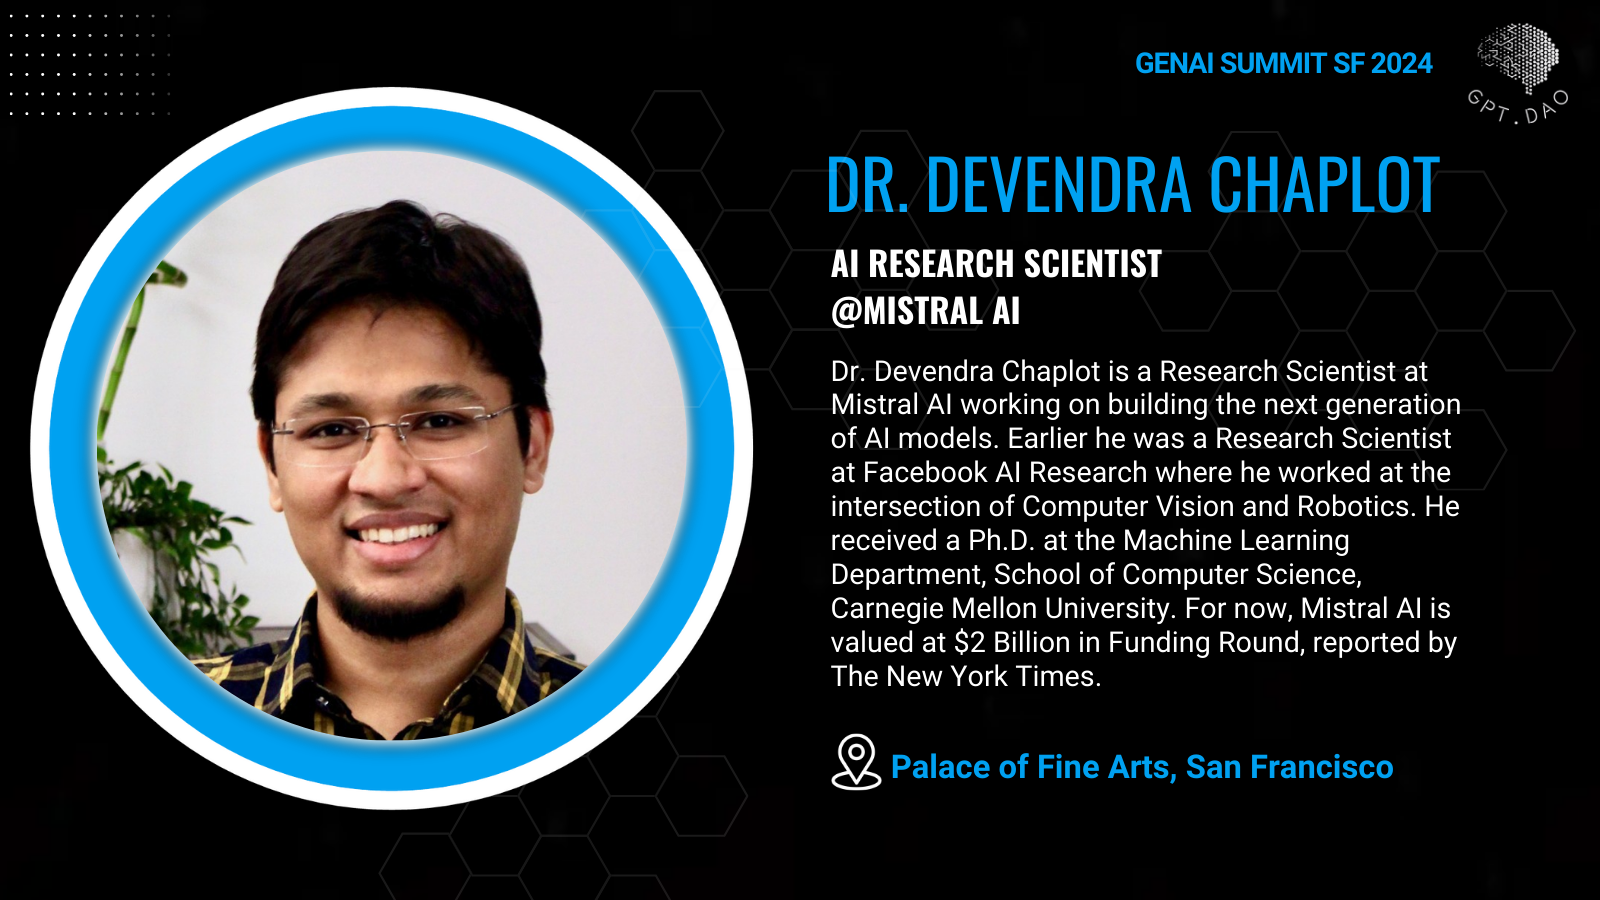 GENAI SUMMIT SF 2024
GPT.DAO
DR. DEVENDRA CHAPLOT
AI RESEARCH SCIENTIST
@MISTRAL AI
Dr. Devendra Chaplot is a Research Scientist at
Mistral AI working on building the next generation
of AI models. Earlier he was a Research Scientist
at Facebook AI Research where he worked at the
intersection of Computer Vision and Robotics. He
received a Ph.D. at the Machine Learning
Department, School of Computer Science,
Carnegie Mellon University. For now, Mistral AI is
valued at $2 Billion in Funding Round, reported by
The New York Times.
Palace of Fine Arts, San Francisco